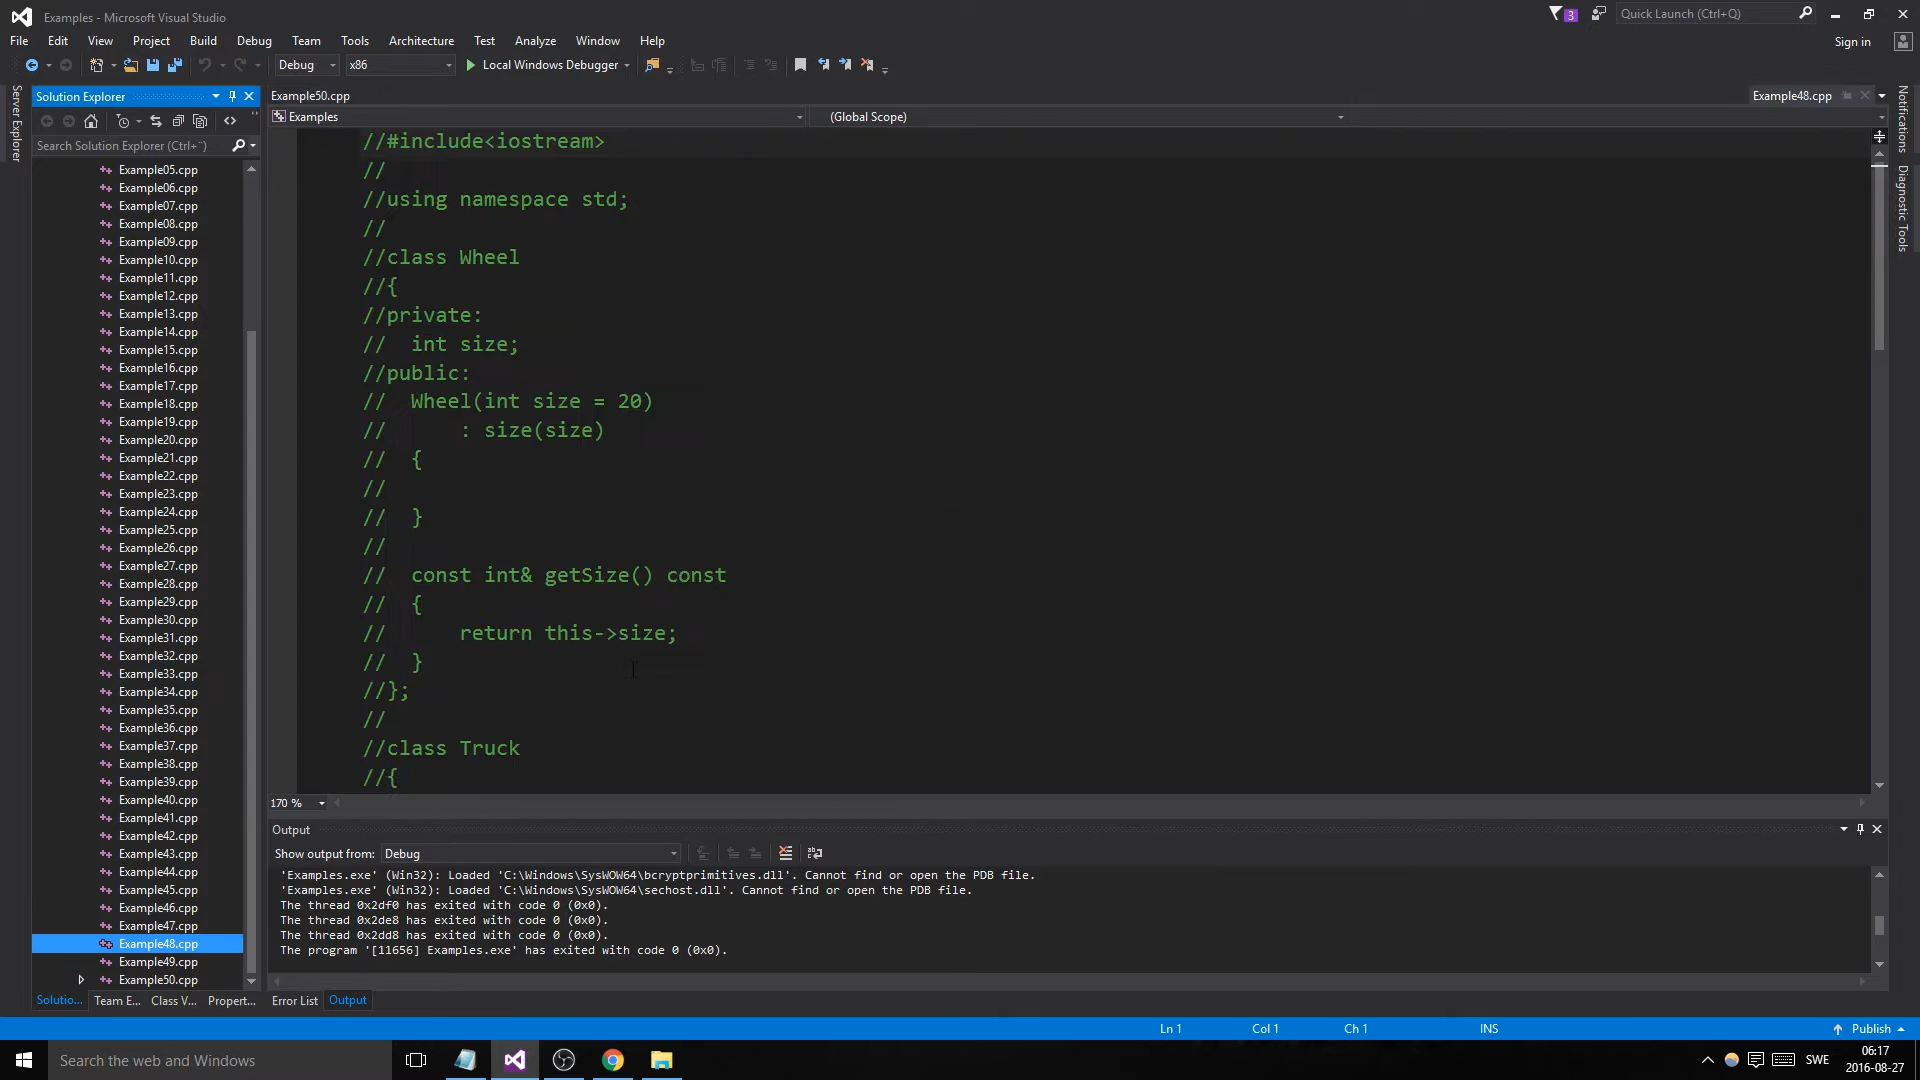 Examples - Microsoft Visual Studio
3
Quick Launch (Ctrl+Q)
File Edit View Project Build Debug Team Tools Architecture Test Analyze Window Help
Sign in
Debug x86 Local Windows Debugger
Server Explorer
Solution Explorer
Search Solution Explorer (Ctrl+¨)
Example05.cpp
Example06.cpp
Example07.cpp
Example08.cpp
Example09.cpp
Example10.cpp
Example11.cpp
Example12.cpp
Example13.cpp
Example14.cpp
Example15.cpp
Example16.cpp
Example17.cpp
Example18.cpp
Example19.cpp
Example20.cpp
Example21.cpp
Example22.cpp
Example23.cpp
Example24.cpp
Example25.cpp
Example26.cpp
Example27.cpp
Example28.cpp
Example29.cpp
Example30.cpp
Example31.cpp
Example32.cpp
Example33.cpp
Example34.cpp
Example35.cpp
Example36.cpp
Example37.cpp
Example38.cpp
Example39.cpp
Example40.cpp
Example41.cpp
Example42.cpp
Example43.cpp
Example44.cpp
Example45.cpp
Example46.cpp
Example47.cpp
Example48.cpp
Example49.cpp
Example50.cpp
Solutio... Team E... Class V... Propert...
Example50.cpp
Example48.cpp
Examples
(Global Scope)
//#include<iostream>
//
//using namespace std;
//
//class Wheel
//{
//private:
//  int size;
//public:
//  Wheel(int size = 20)
//      : size(size)
//  {
//
//  }
//
//  const int& getSize() const
//  {
//      return this->size;
//  }
//};
//
//class Truck
//{
170 %
Output
Show output from: Debug
'Examples.exe' (Win32): Loaded 'C:\Windows\SysWOW64\bcryptprimitives.dll'. Cannot find or open the PDB file.
'Examples.exe' (Win32): Loaded 'C:\Windows\SysWOW64\sechost.dll'. Cannot find or open the PDB file.
The thread 0x2df0 has exited with code 0 (0x0).
The thread 0x2de8 has exited with code 0 (0x0).
The thread 0x2dd8 has exited with code 0 (0x0).
The program '[11656] Examples.exe' has exited with code 0 (0x0).
Error List Output
Notifications
Diagnostic Tools
Ln 1 Col 1 Ch 1 INS Publish
Search the web and Windows
SWE
06:17
2016-08-27